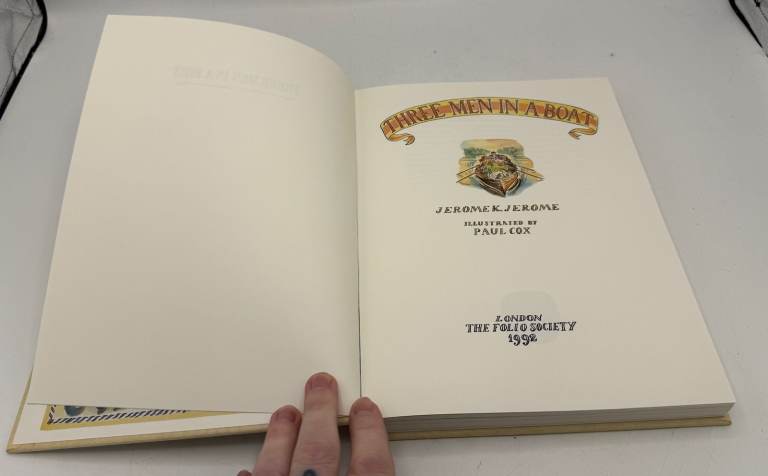 THREE MEN IN A BOAT
JEROME K. JEROME
ILLUSTRATED BY
PAUL COX
LONDON
THE FOLIO SOCIETY
1992